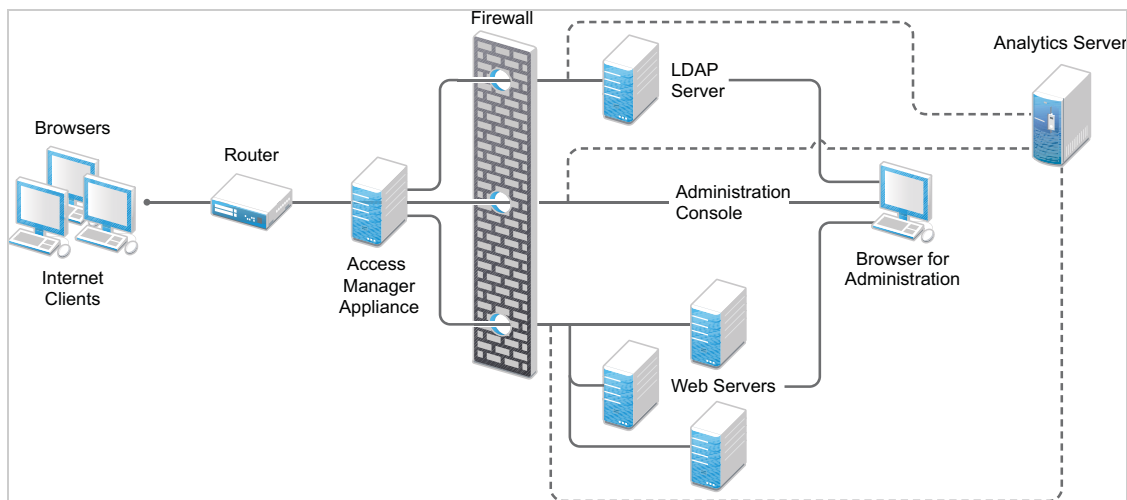 Firewall
Analytics Server
LDAP
Server
Browsers
Router
Administration
Console
Access
Manager
Appliance
Browser for
Administration
Internet
Clients
Web Servers